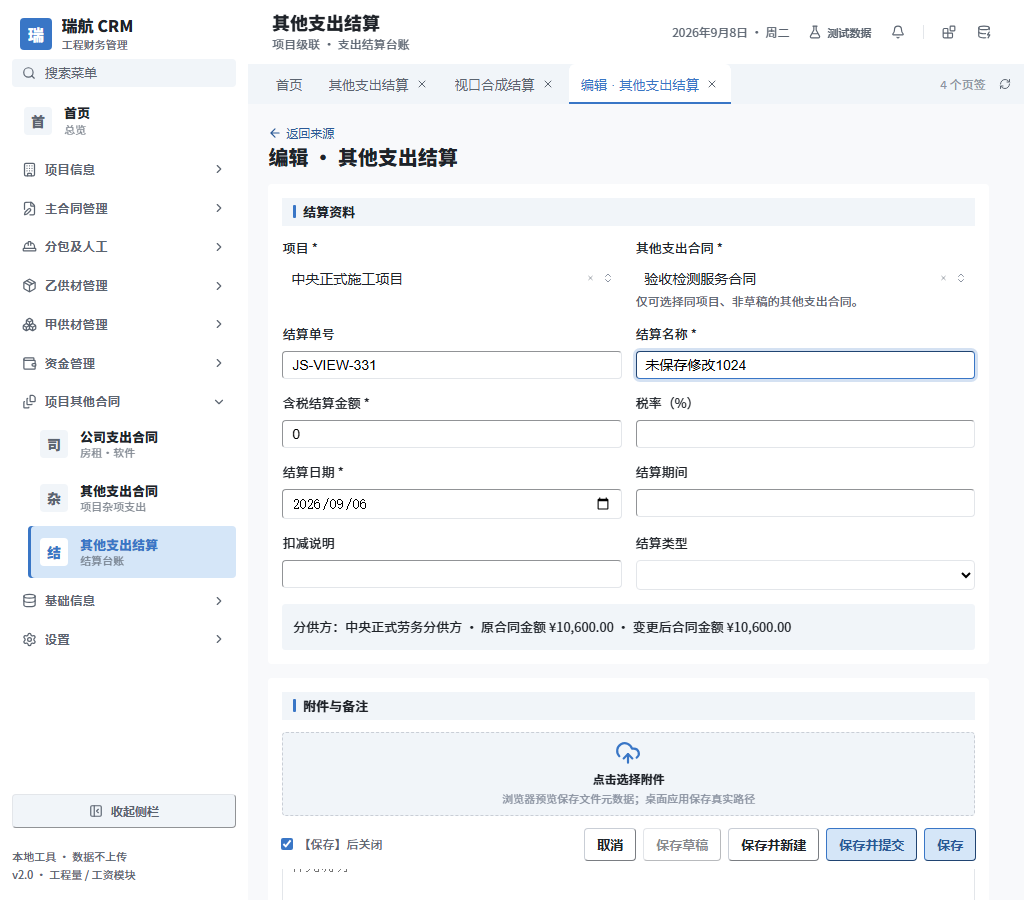 瑞
瑞航 CRM
工程财务管理
搜索菜单
首
首页
总览
项目信息
主合同管理
分包及人工
乙供材管理
甲供材管理
资金管理
项目其他合同
司
公司支出合同
房租・软件
杂
其他支出合同
项目杂项支出
结
其他支出结算
结算台账
基础信息
设置
收起侧栏
本地工具 · 数据不上传
v2.0 · 工程量 / 工资模块
其他支出结算
项目级联 · 支出结算台账
2026年9月8日 · 周二
测试数据
首页
其他支出结算 ×
视口合成结算 ×
编辑 · 其他支出结算 ×
4 个页签
← 返回来源
编辑 · 其他支出结算
结算资料
项目 *
中央正式施工项目 ×
其他支出合同 *
验收检测服务合同 ×
仅可选择同项目、非草稿的其他支出合同。
结算单号
JS-VIEW-331
结算名称 *
未保存修改1024
含税结算金额 *
0
税率（%）
结算日期 *
2026/09/06
结算期间
扣减说明
结算类型
分供方：中央正式劳务分供方 · 原合同金额 ¥10,600.00 · 变更后合同金额 ¥10,600.00
附件与备注
点击选择附件
浏览器预览保存文件元数据；桌面应用保存真实路径
【保存】后关闭
取消
保存草稿
保存并新建
保存并提交
保存